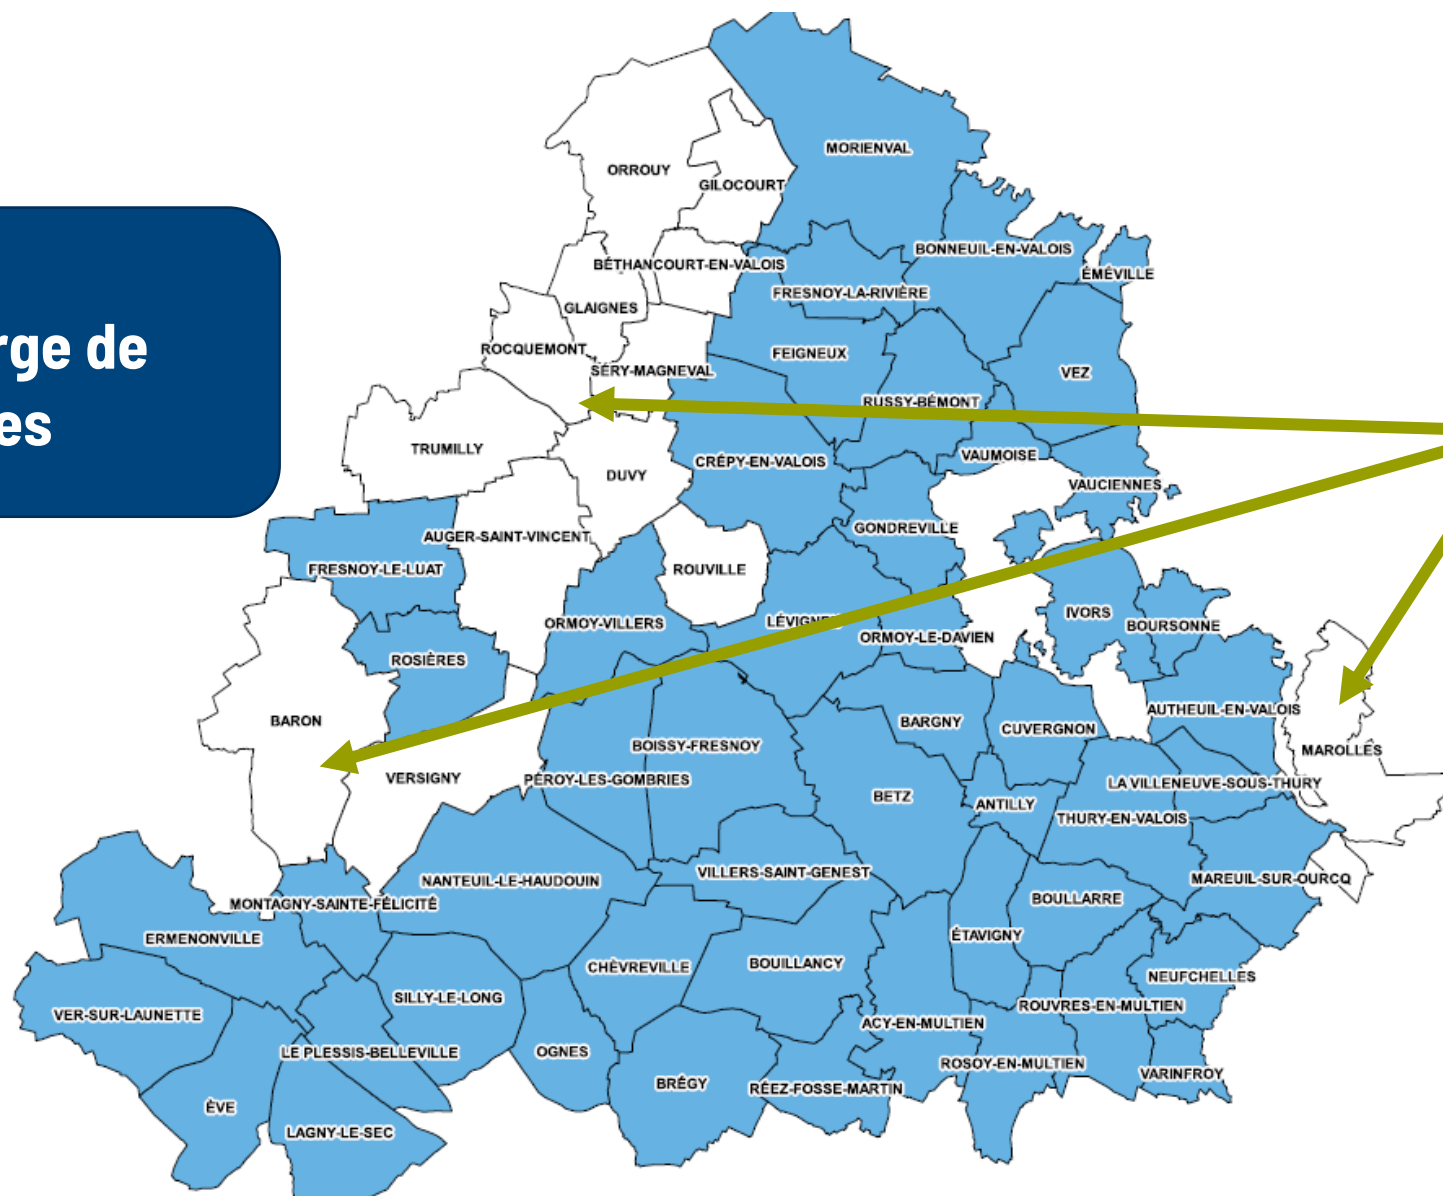 rge de
es
MORIENVAL
ORROUY
GILOCOURT
BONNEUIL-EN-VALOIS
BÉTHANCOURT-EN-VALOIS
ÉMÉVILLE
FRESNOY-LA-RIVIÈRE
GLAIGNES
ROCQUEMONT
FEIGNEUX
SÉRY-MAGNEVAL
VEZ
RUSSY-BÉMONT
TRUMILLY
VAUMOISE
CRÉPY-EN-VALOIS
DUVY
VAUCIENNES
GONDREVILLE
AUGER-SAINT-VINCENT
FRESNOY-LE-LUAT
ROUVILLE
IVORS
LÉVIGNE
ORMOY-VILLERS
BOURSONNE
ORMOY-LE-DAVIEN
ROSIÈRES
AUTHEUIL-EN-VALOIS
BARON
BARGNY
CUVERGNON
BOISSY-FRESNOY
MAROLLES
VERSIGNY
PÉROY-LES-GOMBRIES
LA VILLENEUVE-SOUS-THURY
BETZ
ANTILLY
THURY-EN-VALOIS
VILLERS-SAINT-GENEST
NANTEUIL-LE-HAUDOUIN
MAREUIL-SUR-OURCQ
BOULLARRE
MONTAGNY-SAINTE-FÉLICITÉ
ÉTAVIGNY
ERMENONVILLE
BOUILLANCY
CHÈVREVILLE
NEUFCHELLES
SILLY-LE-LONG
ROUVRES-EN-MULTIEN
VER-SUR-LAUNETTE
ACY-EN-MULTIEN
OGNES
LE PLESSIS-BELLEVILLE
ROSOY-EN-MULTIEN
VARINFROY
BRÉGY
RÉEZ-FOSSE-MARTIN
ÈVE
LAGNY-LE-SEC